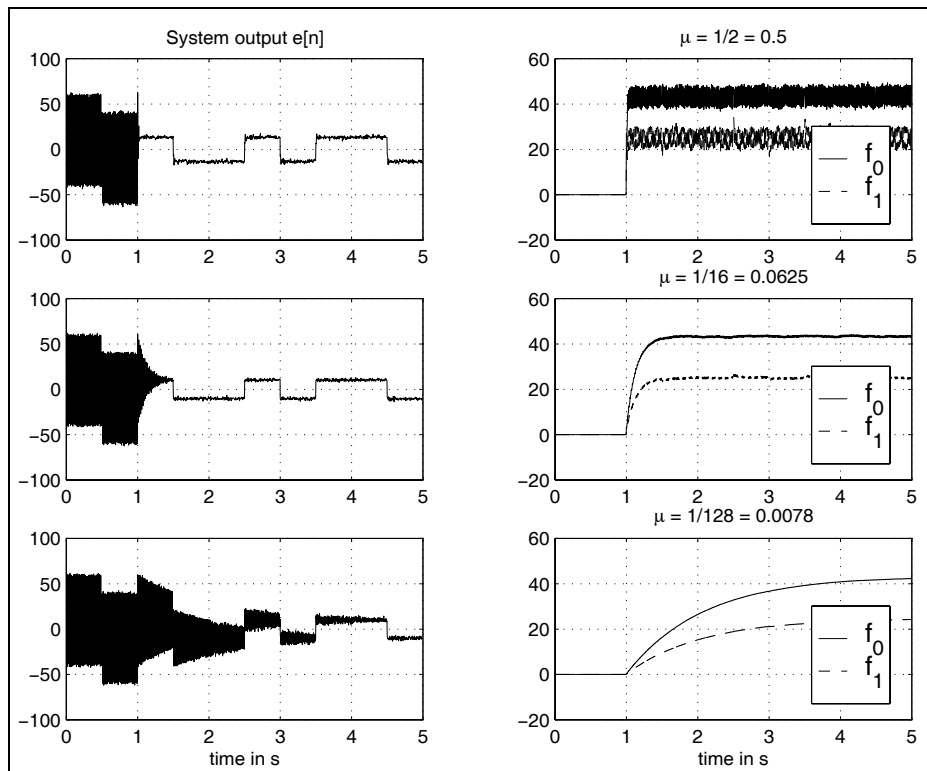 System output e[n]
100
50
0
−50
−100
0 1 2 3 4 5
μ = 1/2 = 0.5
60
40
20
0
−20
0 1 2 3 4 5
f0
f1
100
50
0
−50
−100
0 1 2 3 4 5
μ = 1/16 = 0.0625
60
40
20
0
−20
0 1 2 3 4 5
f0
f1
100
50
0
−50
−100
0 1 2 3 4 5
time in s
μ = 1/128 = 0.0078
60
40
20
0
−20
0 1 2 3 4 5
time in s
f0
f1